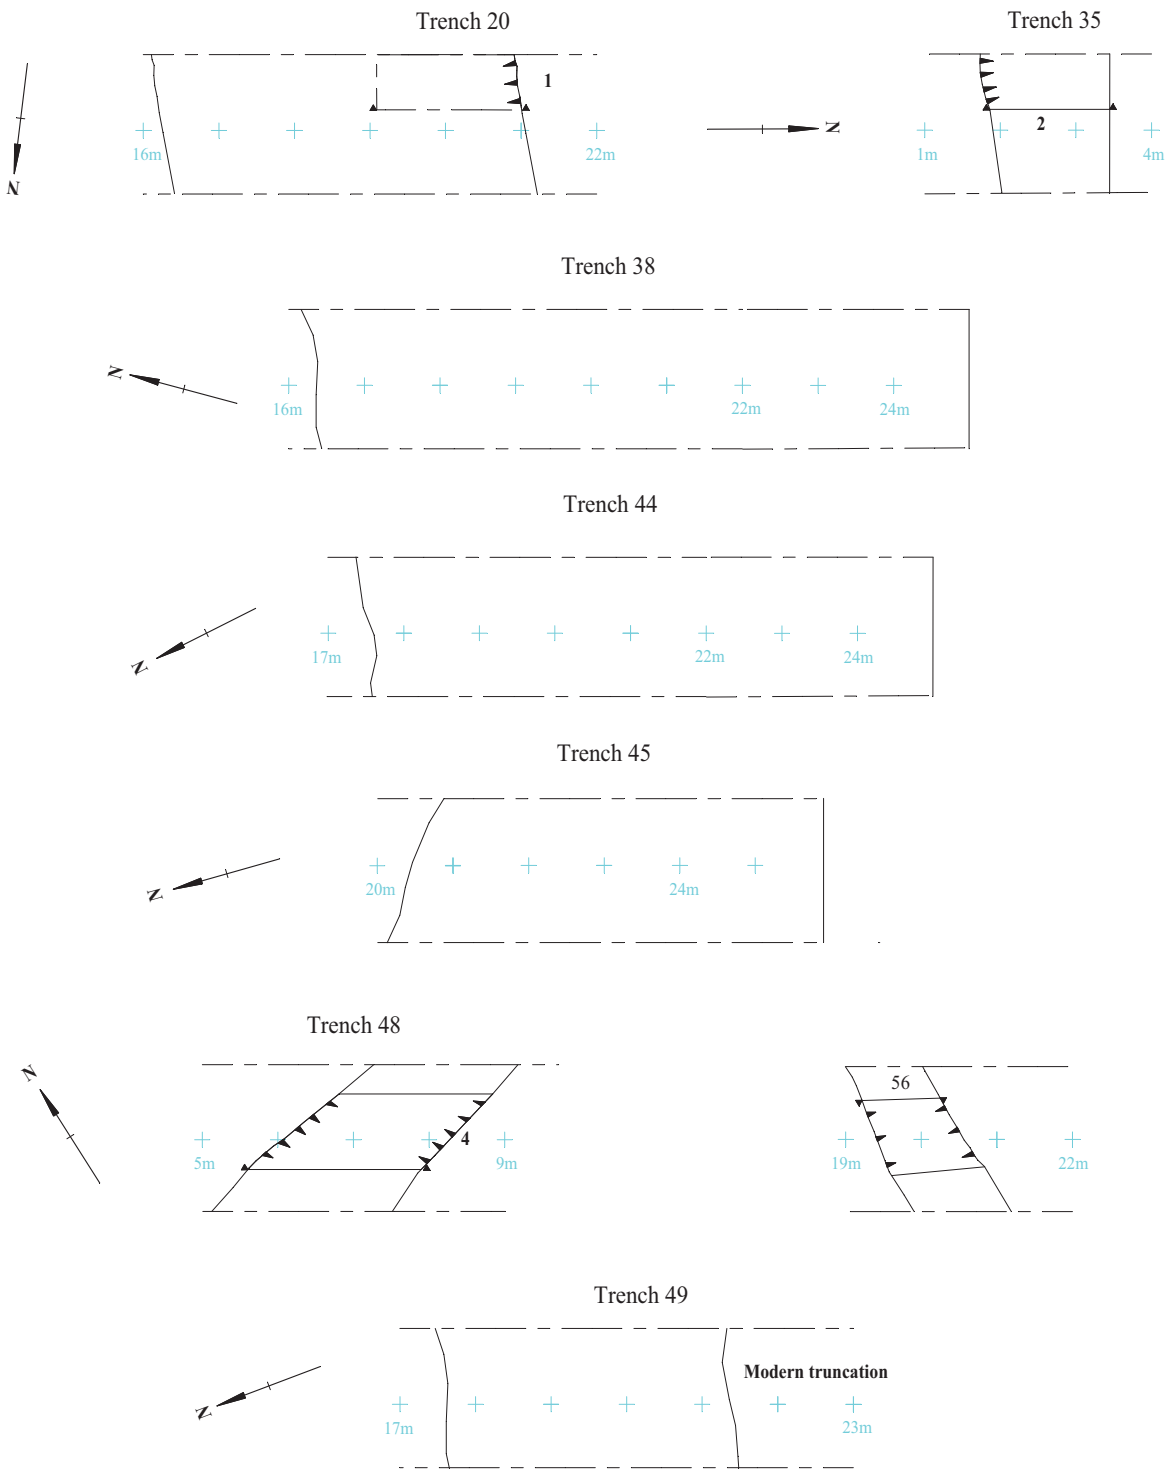 Trench 20
Trench 35
1
2
N
N
16m
22m
1m
4m
Trench 38
N
16m
22m
24m
Trench 44
N
17m
22m
24m
Trench 45
N
20m
24m
Trench 48
N
56
4
5m
9m
19m
22m
Trench 49
Modern truncation
N
17m
23m